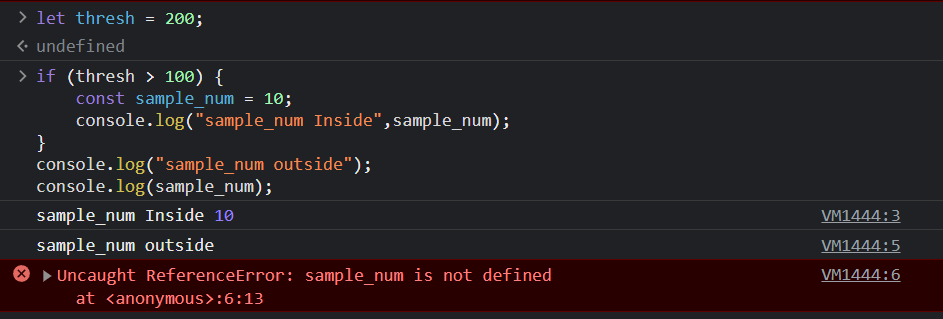 let thresh = 200;
undefined
if (thresh > 100) {
    const sample_num = 10;
    console.log("sample_num Inside",sample_num);
}
console.log("sample_num outside");
console.log(sample_num);
sample_num Inside 10 VM1444:3
sample_num outside VM1444:5
Uncaught ReferenceError: sample_num is not defined VM1444:6
    at <anonymous>:6:13